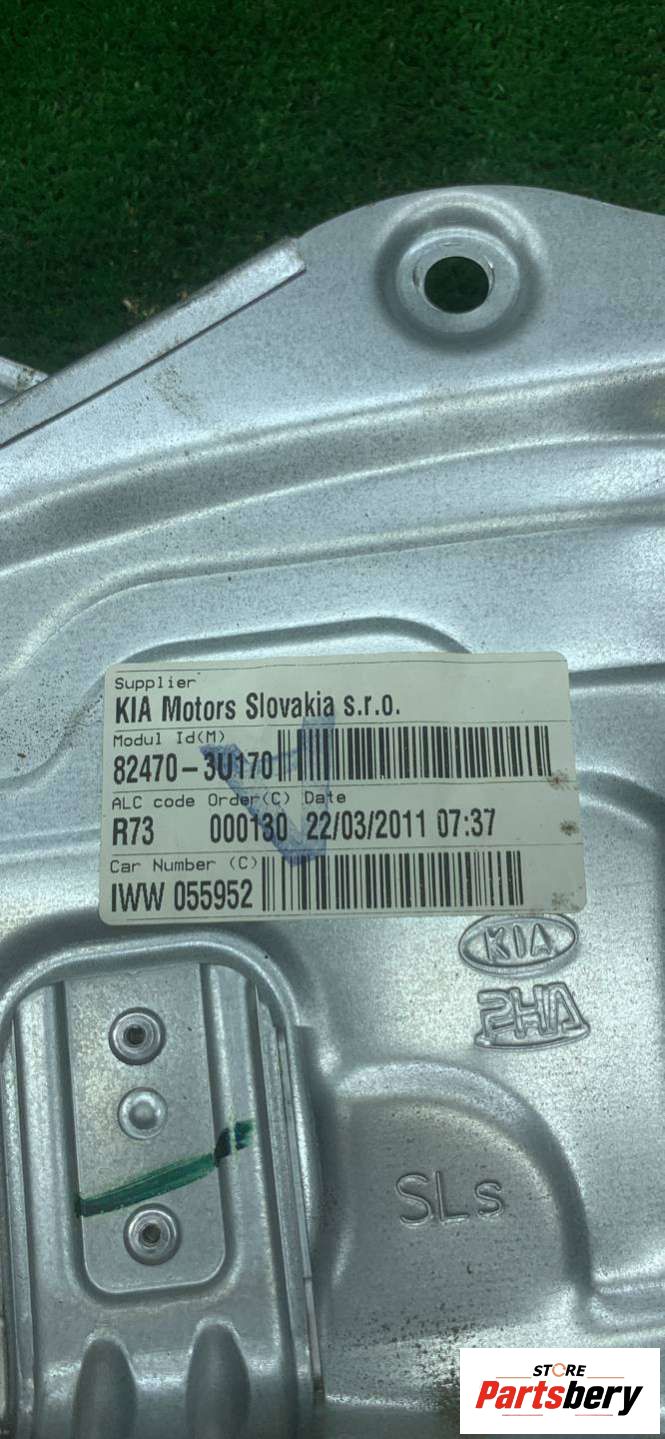 Supplier
KIA Motors Slovakia s.r.o.
Modul Id(M)
82470-3U170
ALC code Order(C) Date
R73 000130 22/03/2011 07:37
Car Number (C)
IWW 055952
KIA
PHA
SLs
STORE
Partsbery